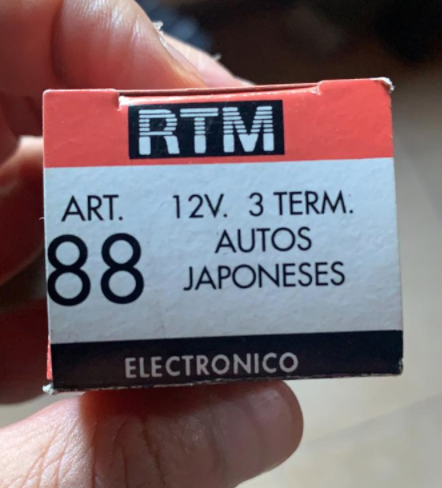 RTM
ART. 12V. 3 TERM.
88 AUTOS
JAPONESES
ELECTRONICO